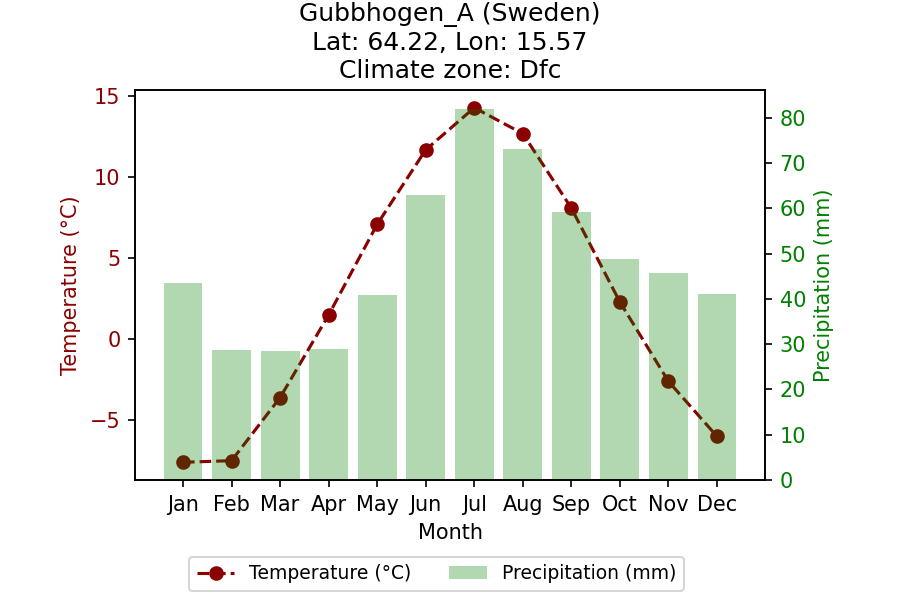 Gubbhogen_A (Sweden)
Lat: 64.22, Lon: 15.57
Climate zone: Dfc
15
10
5
0
−5
Temperature (°C)
80
70
60
50
40
30
20
10
0
Precipitation (mm)
Jan Feb Mar Apr May Jun Jul Aug Sep Oct Nov Dec
Month
Temperature (°C) Precipitation (mm)